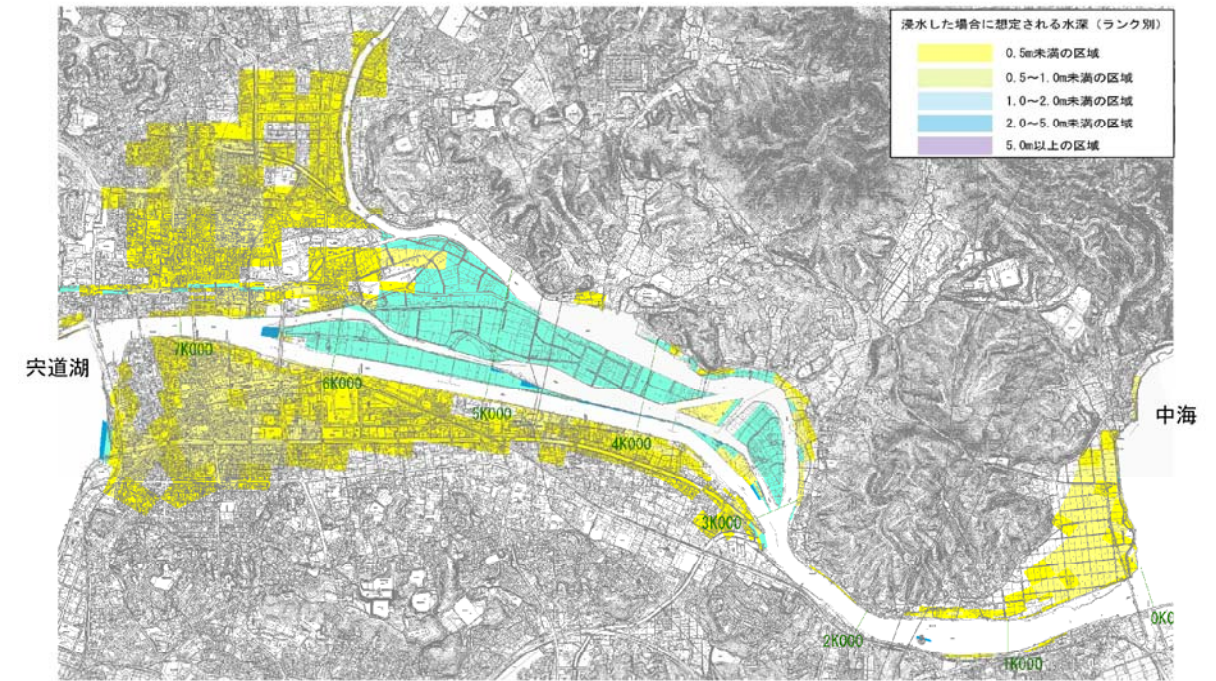 浸水した場合に想定される水深（ランク別）
0.5m未満の区域
0.5～1.0m未満の区域
1.0～2.0m未満の区域
2.0～5.0m未満の区域
5.0m以上の区域
宍道湖
中海
7K000
6K000
5K000
4K000
3K000
2K000
1K000
0K0